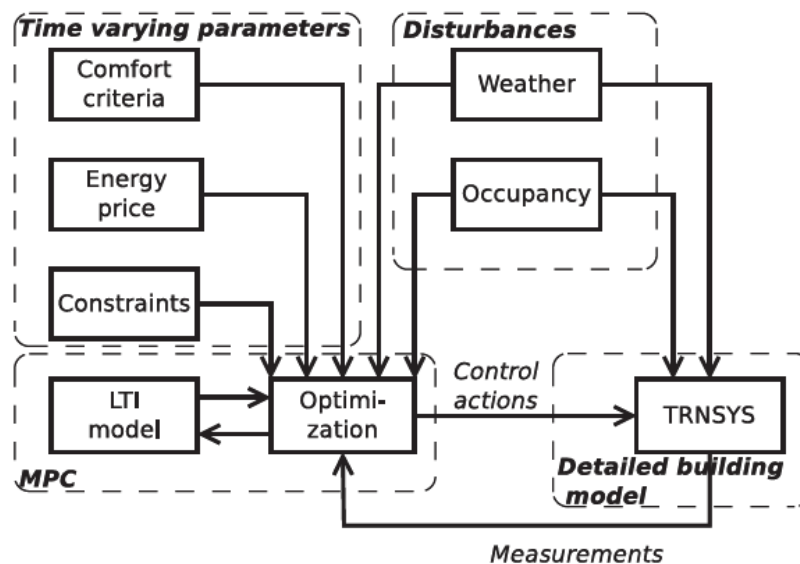 Time varying parameters
Comfort
criteria
Energy
price
Constraints
Disturbances
Weather
Occupancy
LTI
model
Optimi-
zation
MPC
Control
actions
TRNSYS
Detailed building
model
Measurements